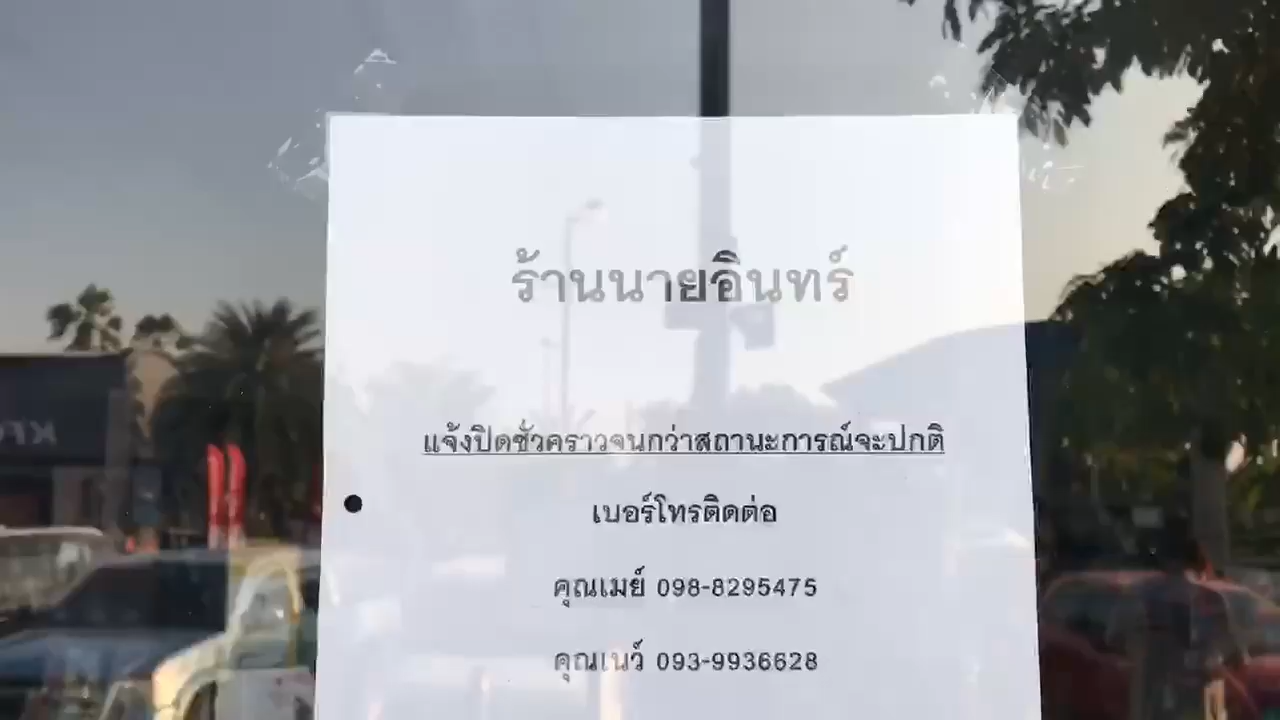 ร้านนายอินทร์
แจ้งปิดชั่วคราวจนกว่าสถานะการณ์จะปกติ
เบอร์โทรติดต่อ
คุณเมย์ 098-8295475
คุณเนว์ 093-9936628
KFC